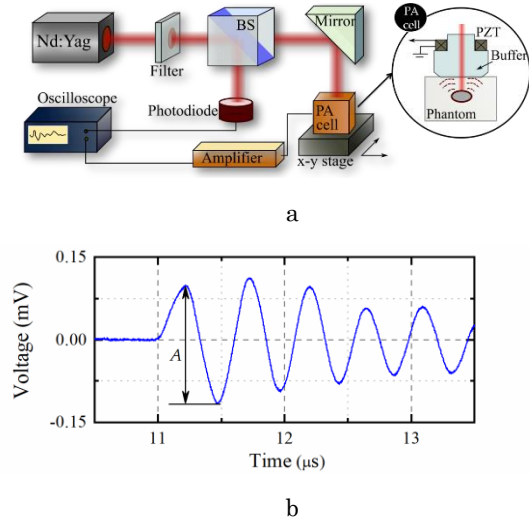 Nd:Yag
Filter
BS
Mirror
PA
cell
PZT
Buffer
Phantom
Oscilloscope
Photodiode
Amplifier
PA
cell
x-y stage
a
0.15
0.00
-0.15
Voltage (mV)
A
11
12
13
Time (μs)
b